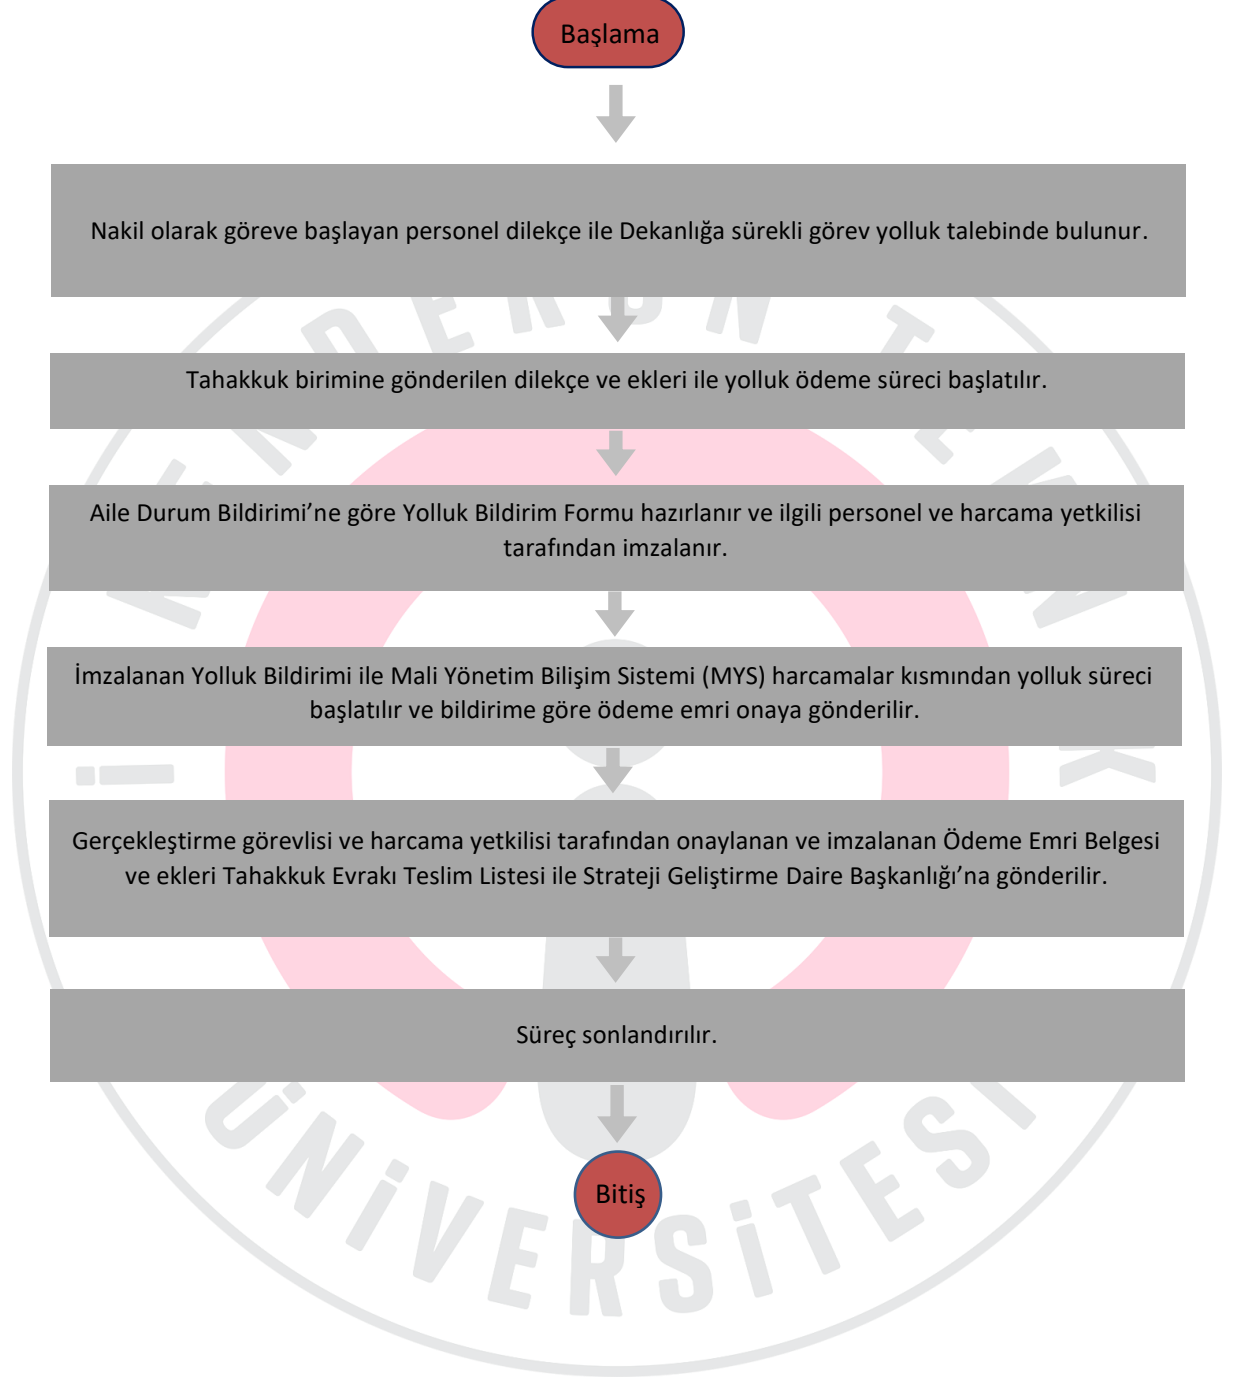 Başlama
Nakil olarak göreve başlayan personel dilekçe ile Dekanlığa sürekli görev yolluk talebinde bulunur.
Tahakkuk birimine gönderilen dilekçe ve ekleri ile yolluk ödeme süreci başlatılır.
Aile Durum Bildirimi’ne göre Yolluk Bildirim Formu hazırlanır ve ilgili personel ve harcama yetkilisi
tarafından imzalanır.
İmzalanan Yolluk Bildirimi ile Mali Yönetim Bilişim Sistemi (MYS) harcamalar kısmından yolluk süreci
başlatılır ve bildirime göre ödeme emri onaya gönderilir.
Gerçekleştirme görevlisi ve harcama yetkilisi tarafından onaylanan ve imzalanan Ödeme Emri Belgesi
ve ekleri Tahakkuk Evrakı Teslim Listesi ile Strateji Geliştirme Daire Başkanlığı’na gönderilir.
Süreç sonlandırılır.
Bitiş
ÜNİVERSİTESİ